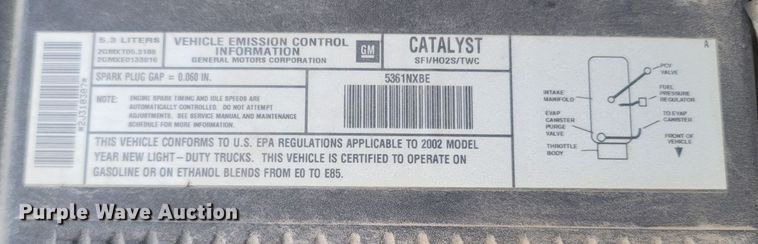 5.3 LITERS
VEHICLE EMISSION CONTROL
INFORMATION
GENERAL MOTORS CORPORATION
GM
CATALYST
SFI/HO2S/TWC
SPARK PLUG GAP = 0.060 IN.
5361NXBE
NOTE: ENGINE SPARK TIMING AND IDLE SPEEDS ARE
AUTOMATICALLY CONTROLLED. DO NOT ATTEMPT
ADJUSTMENTS. SEE SERVICE MANUAL AND MAINTENANCE
SCHEDULE FOR MORE INFORMATION.
THIS VEHICLE CONFORMS TO U.S. EPA REGULATIONS APPLICABLE TO 2002 MODEL
YEAR NEW LIGHT-DUTY TRUCKS. THIS VEHICLE IS CERTIFIED TO OPERATE ON
GASOLINE OR ON ETHANOL BLENDS FROM E0 TO E85.
A
PCV
VALVE
INTAKE
MANIFOLD
FUEL
PRESSURE
REGULATOR
EVAP
CANISTER
PURGE
VALVE
TO EVAP
CANISTER
THROTTLE
BODY
FRONT OF
VEHICLE
Purple Wave Auction